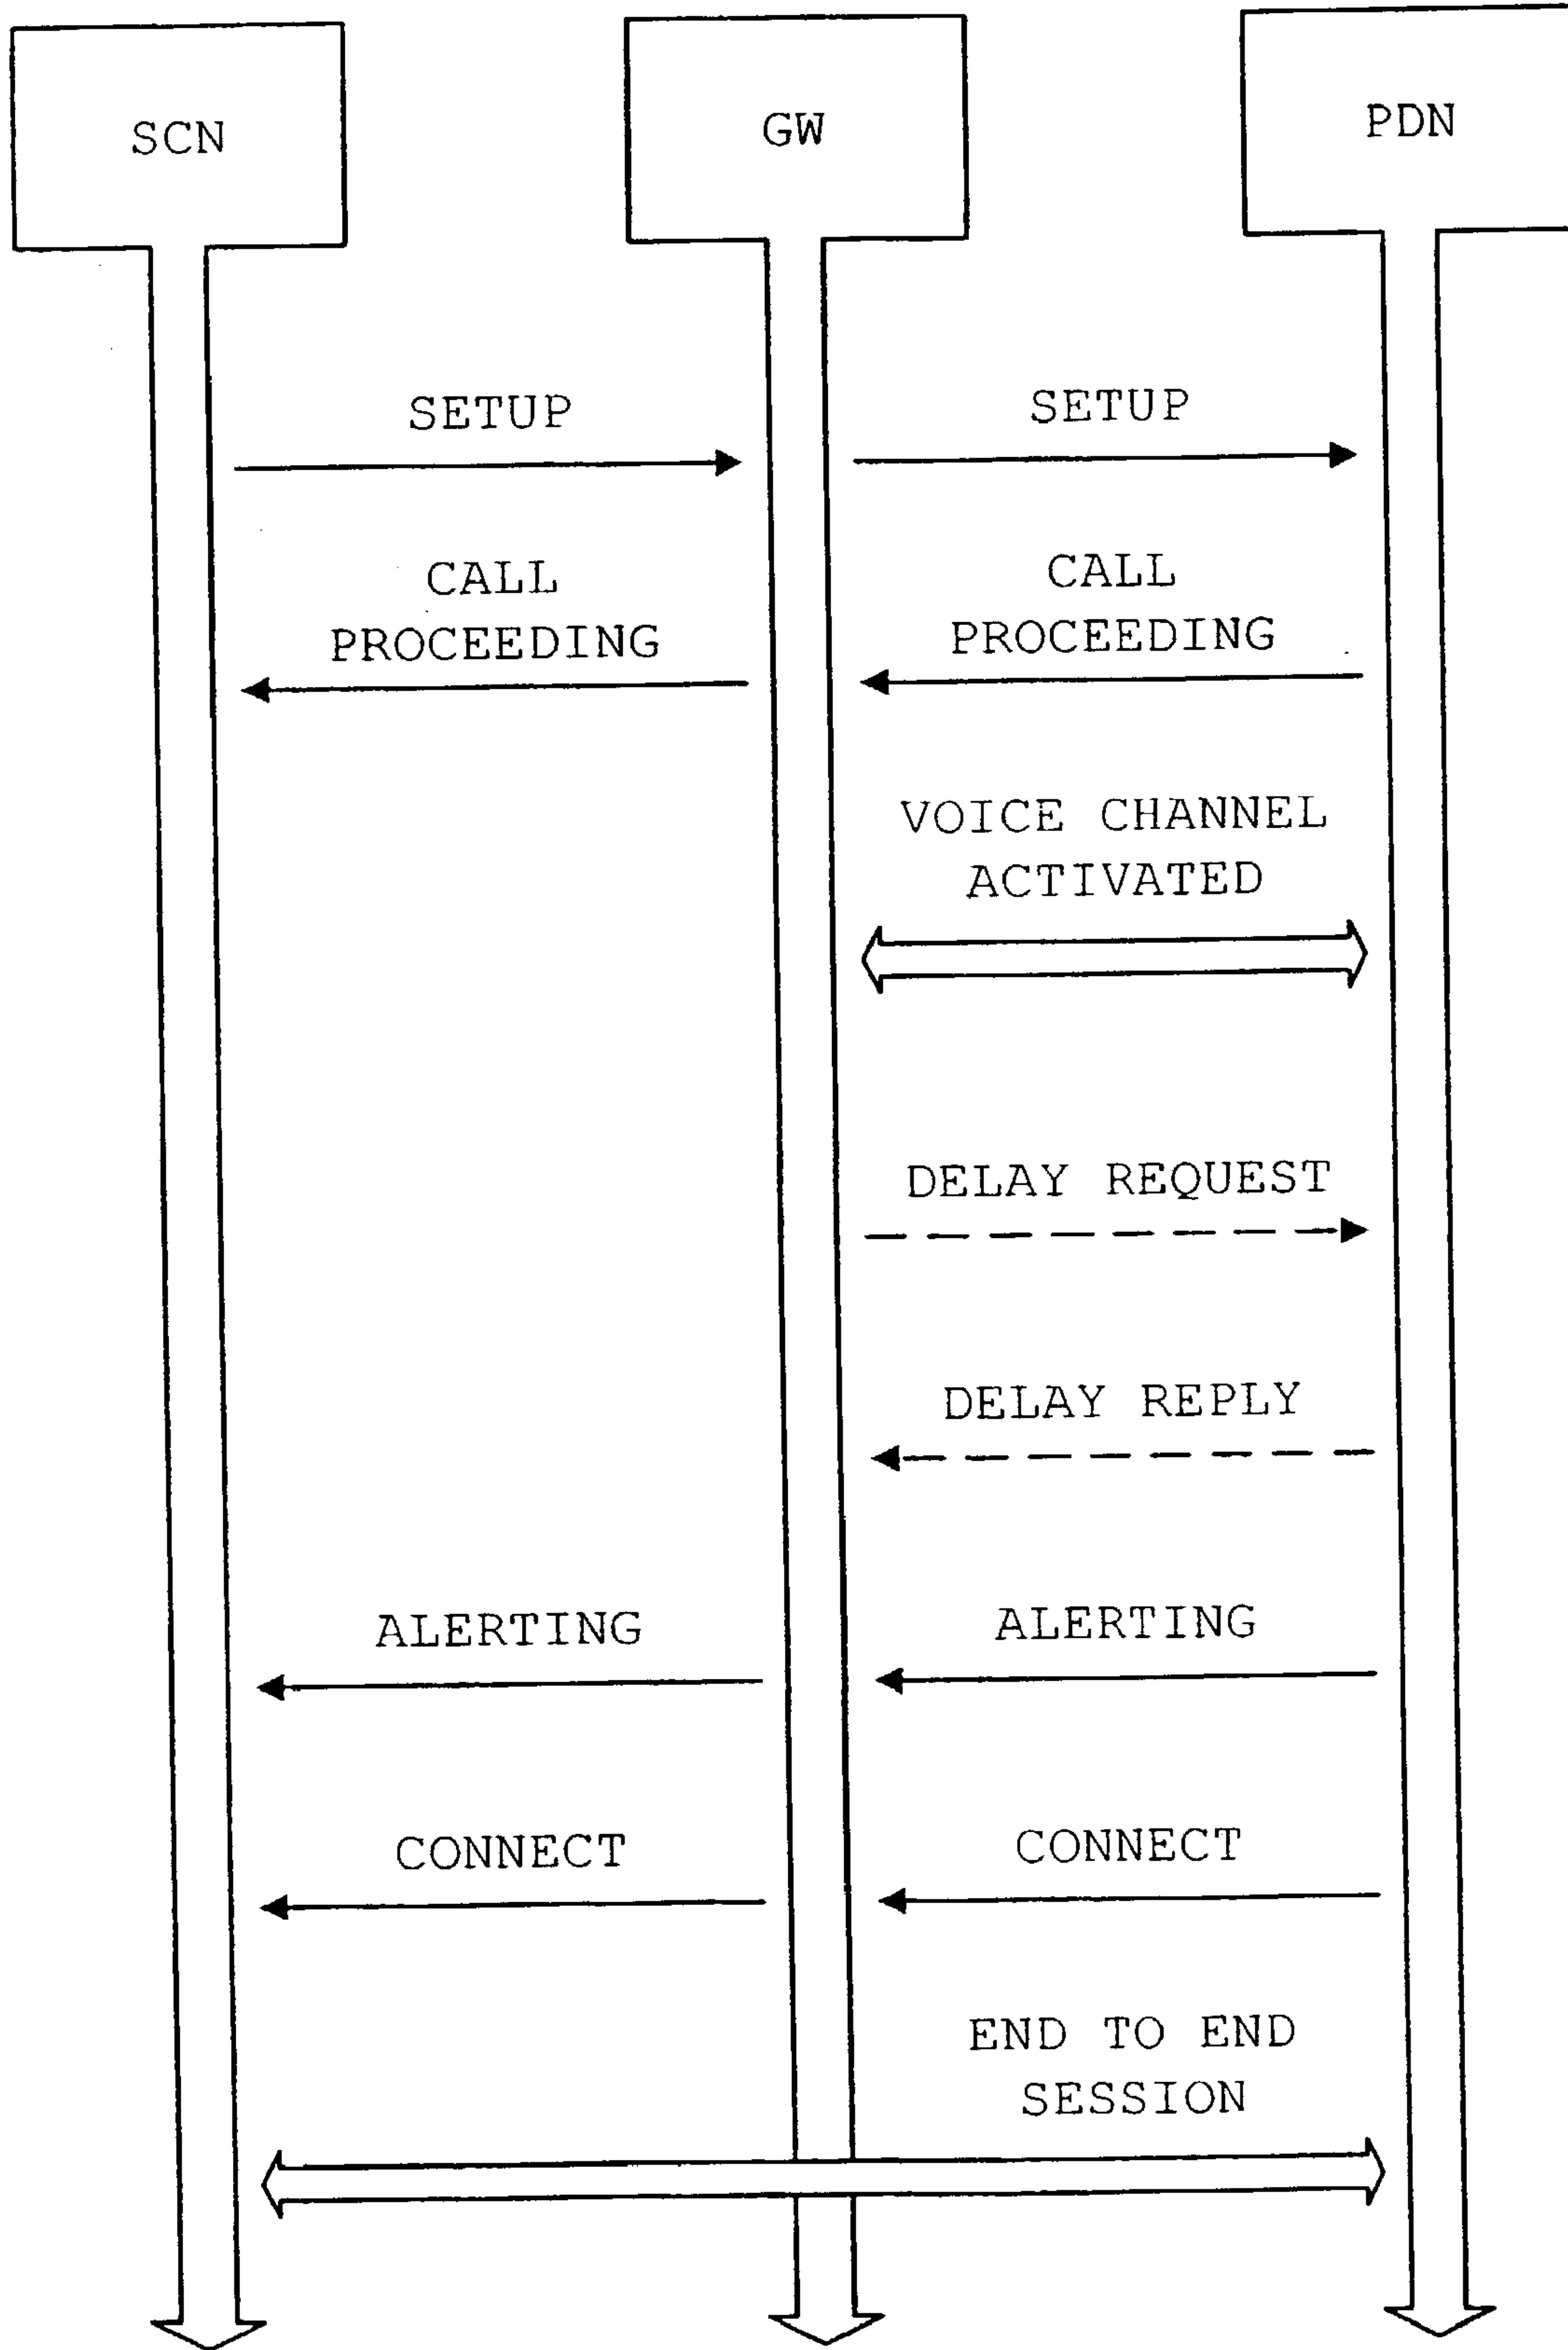 SCN
GW
PDN
SETUP
SETUP
CALL
PROCEEDING
CALL
PROCEEDING
VOICE CHANNEL
ACTIVATED
DELAY REQUEST
DELAY REPLY
ALERTING
ALERTING
CONNECT
CONNECT
END TO END
SESSION